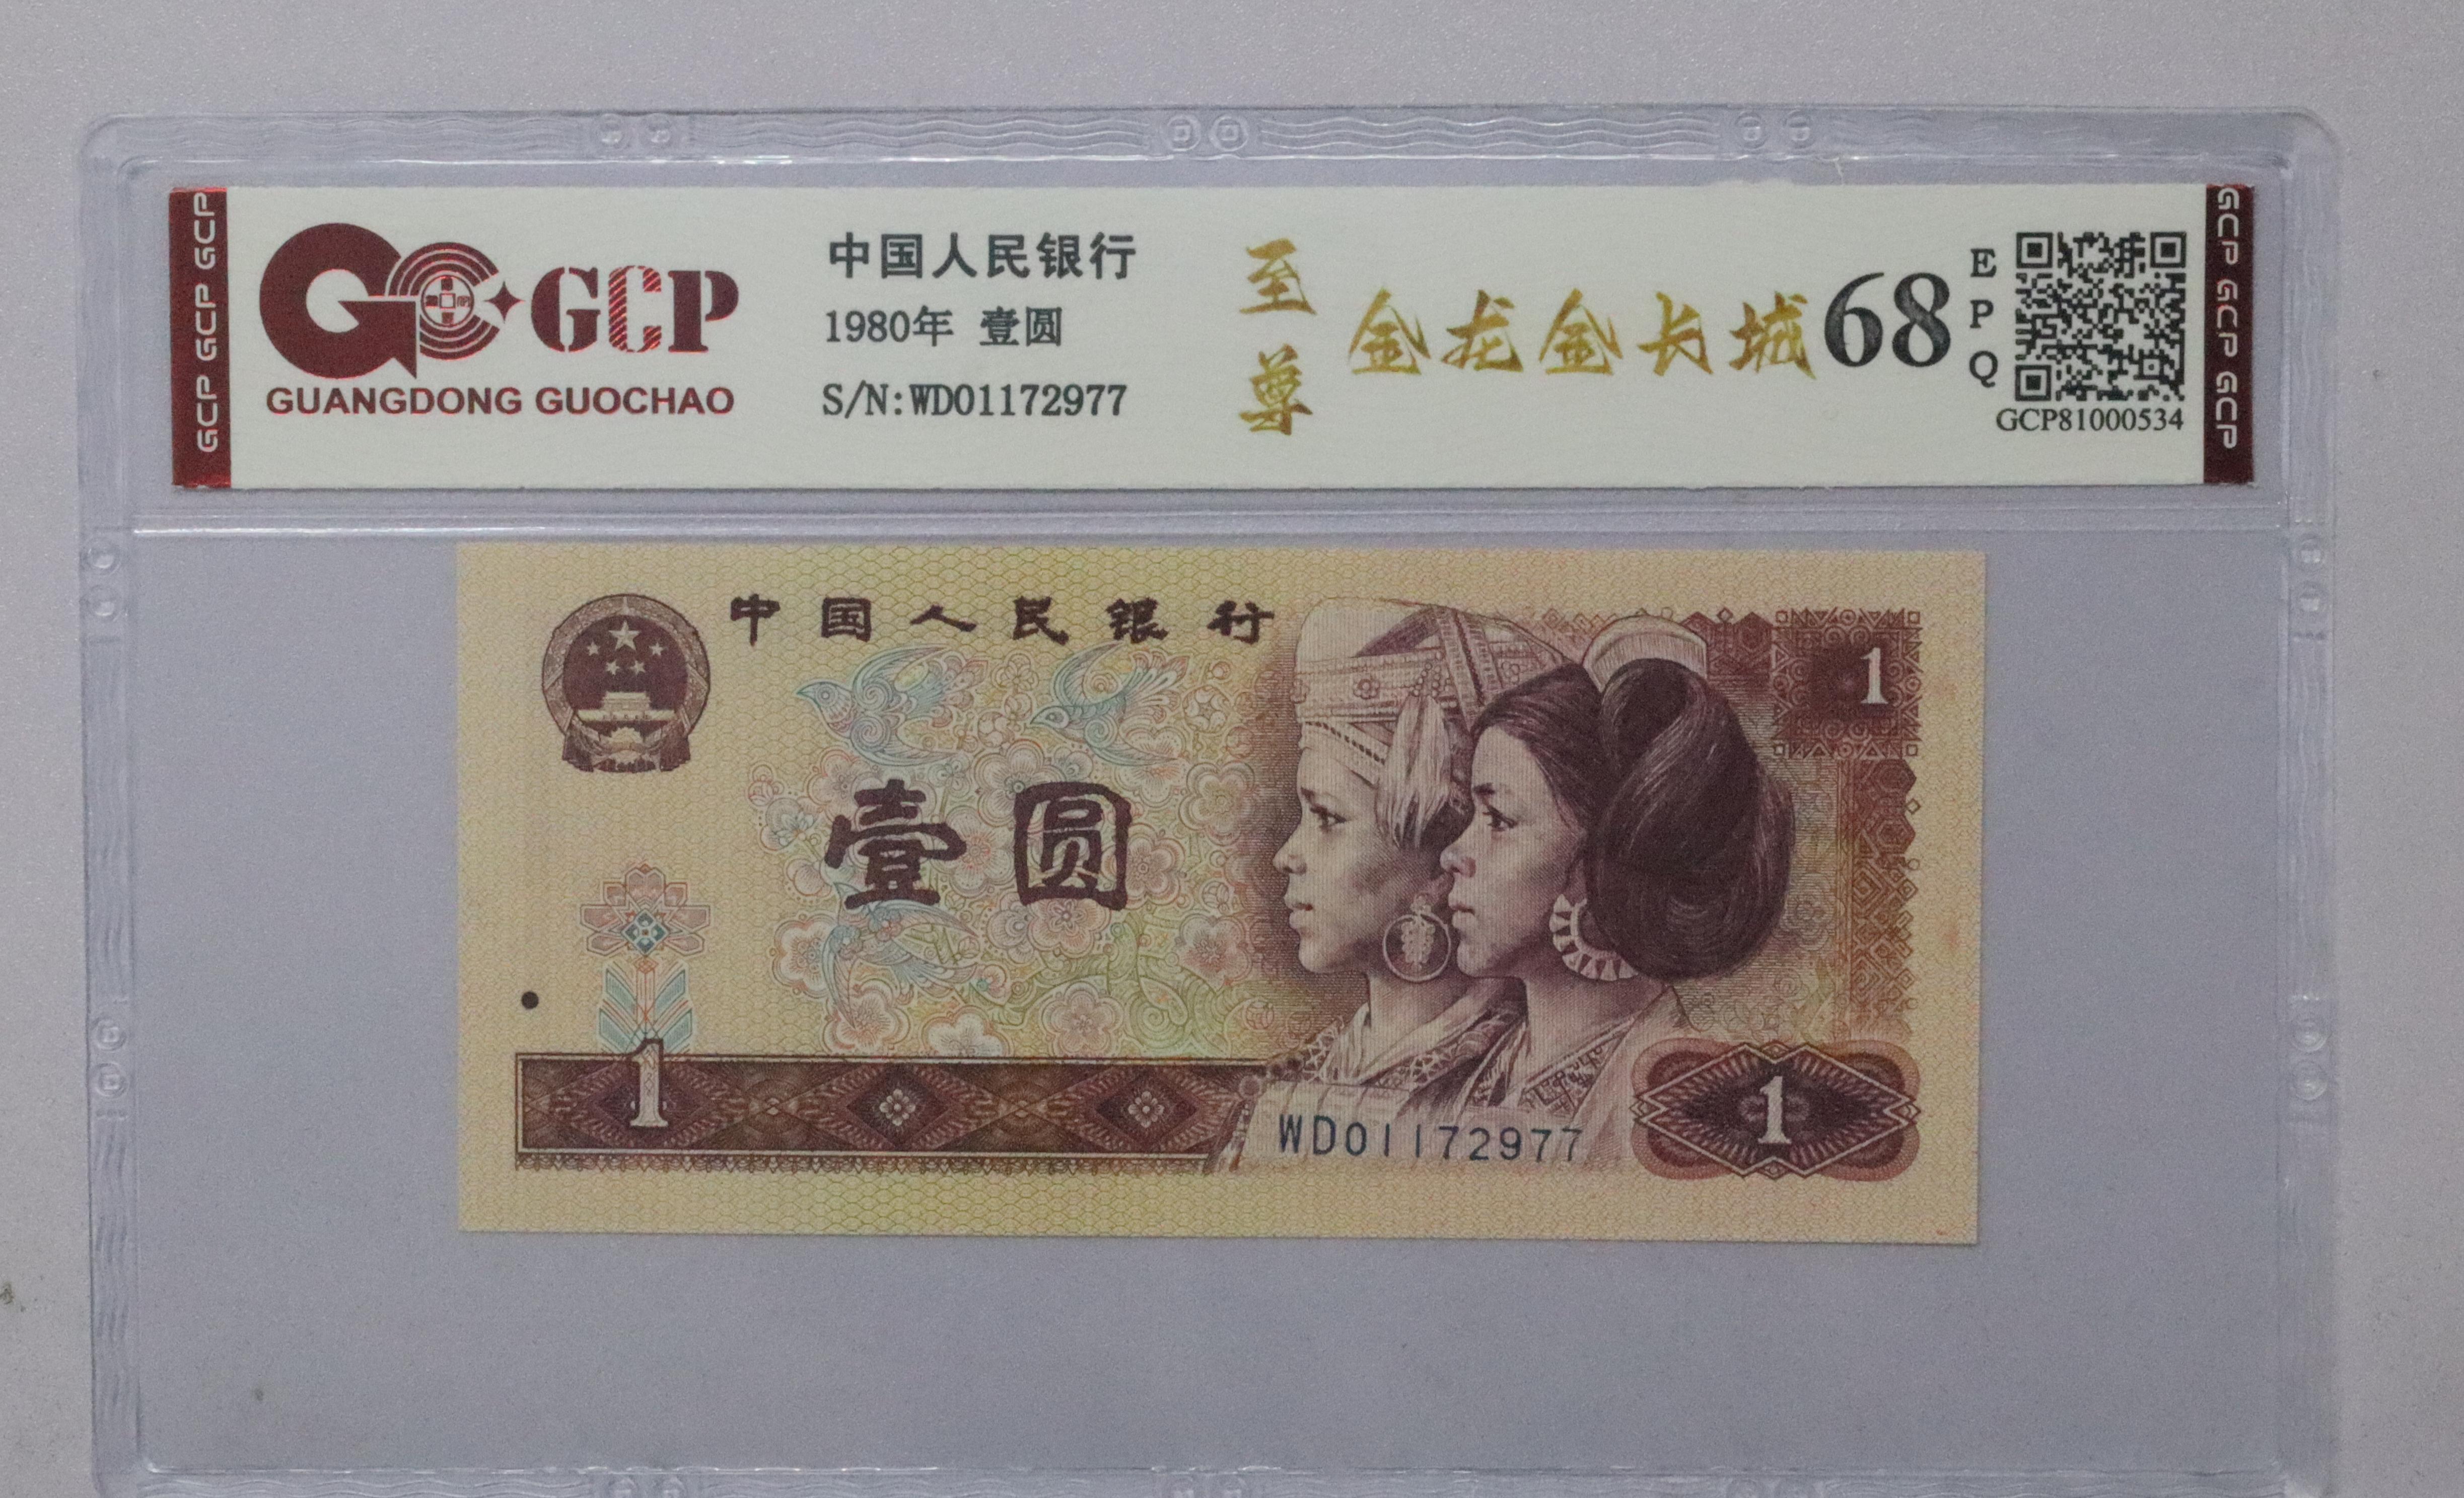 GCP GCP GCP
GCP
GUANGDONG GUOCHAO
中国人民银行
1980年 壹圆
S/N:WD01172977
至尊
金龙金长城
68
EPQ
GCP81000534
GCP GCP GCP
中国人民银行
1
壹圆
1
WD01172977
1